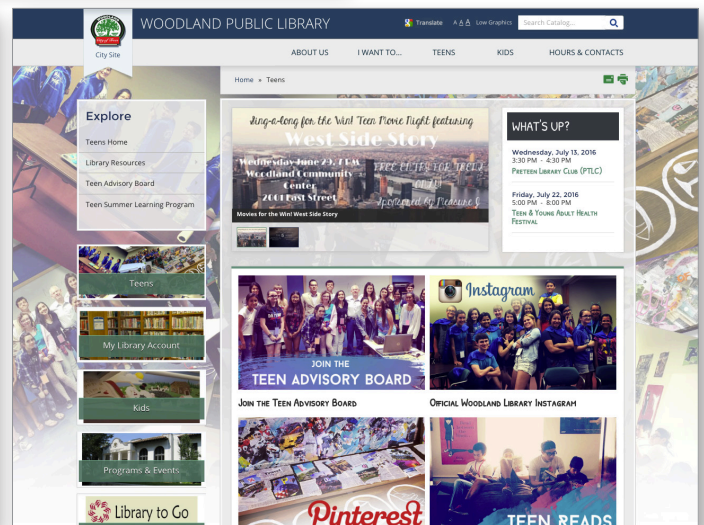 WOODLAND PUBLIC LIBRARY
Translate A A A Low Graphics Search Catalog...
City Site
ABOUT US I WANT TO... TEENS KIDS HOURS & CONTACTS
Home » Teens
Explore
Teens Home
Library Resources
Teen Advisory Board
Teen Summer Learning Program
Teens
My Library Account
Kids
Programs & Events
Library to Go
Sing-a-long for the Win! Teen Movie Night featuring
West Side Story
Wednesday June 29, 7 PM
Woodland Community
Center
2001 East Street
FREE ENTRY FOR
Sponsored by Measure J
Movies for the Win! West Side Story
WHAT'S UP?
Wednesday, July 13, 2016
3:30 PM - 4:30 PM
PRETEEN LIBRARY CLUB (PTLC)
Friday, July 22, 2016
5:00 PM - 8:00 PM
TEEN & YOUNG ADULT HEALTH
FESTIVAL
JOIN THE
TEEN ADVISORY BOARD
JOIN THE TEEN ADVISORY BOARD
Instagram
OFFICIAL WOODLAND LIBRARY INSTAGRAM
Pinterest
TEEN READS